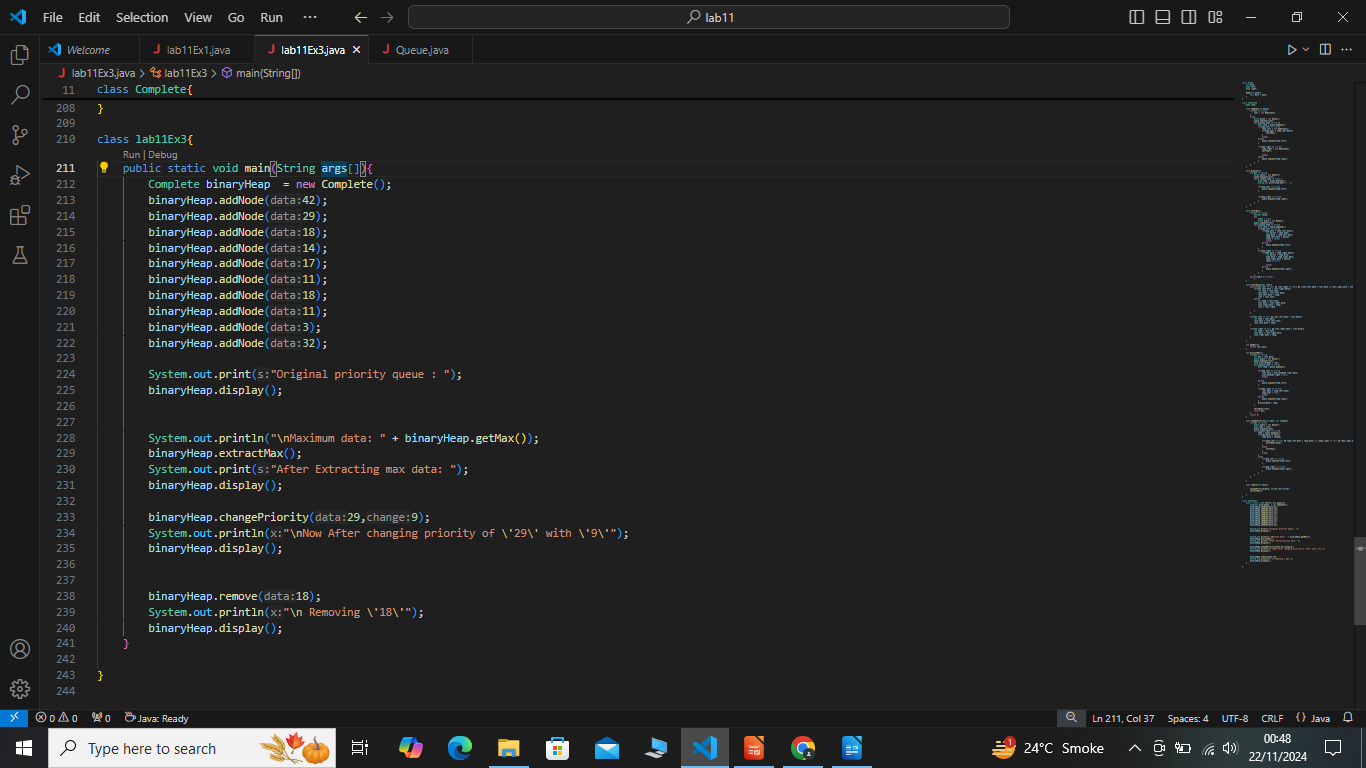 File Edit Selection View Go Run ··· lab11
Welcome lab11Ex1.java lab11Ex3.java Queue.java
lab11Ex3.java > lab11Ex3 > main(String[])
11 class Complete{
208 }
209
210 class lab11Ex3{
Run | Debug
211 public static void main(String args[]){
212 Complete binaryHeap  = new Complete();
213 binaryHeap.addNode(data:42);
214 binaryHeap.addNode(data:29);
215 binaryHeap.addNode(data:18);
216 binaryHeap.addNode(data:14);
217 binaryHeap.addNode(data:17);
218 binaryHeap.addNode(data:11);
219 binaryHeap.addNode(data:18);
220 binaryHeap.addNode(data:11);
221 binaryHeap.addNode(data:3);
222 binaryHeap.addNode(data:32);
223
224 System.out.print(s:"Original priority queue : ");
225 binaryHeap.display();
226
227
228 System.out.println("\nMaximum data: " + binaryHeap.getMax());
229 binaryHeap.extractMax();
230 System.out.print(s:"After Extracting max data: ");
231 binaryHeap.display();
232
233 binaryHeap.changePriority(data:29,change:9);
234 System.out.println(x:"\nNow After changing priority of \'29\' with \'9\'");
235 binaryHeap.display();
236
237
238 binaryHeap.remove(data:18);
239 System.out.println(x:"\n Removing \'18\'");
240 binaryHeap.display();
241 }
242
243 }
244
0 0 0 Java: Ready Ln 211, Col 37 Spaces: 4 UTF-8 CRLF {} Java
Type here to search 1 24°C Smoke 00:48
22/11/2024